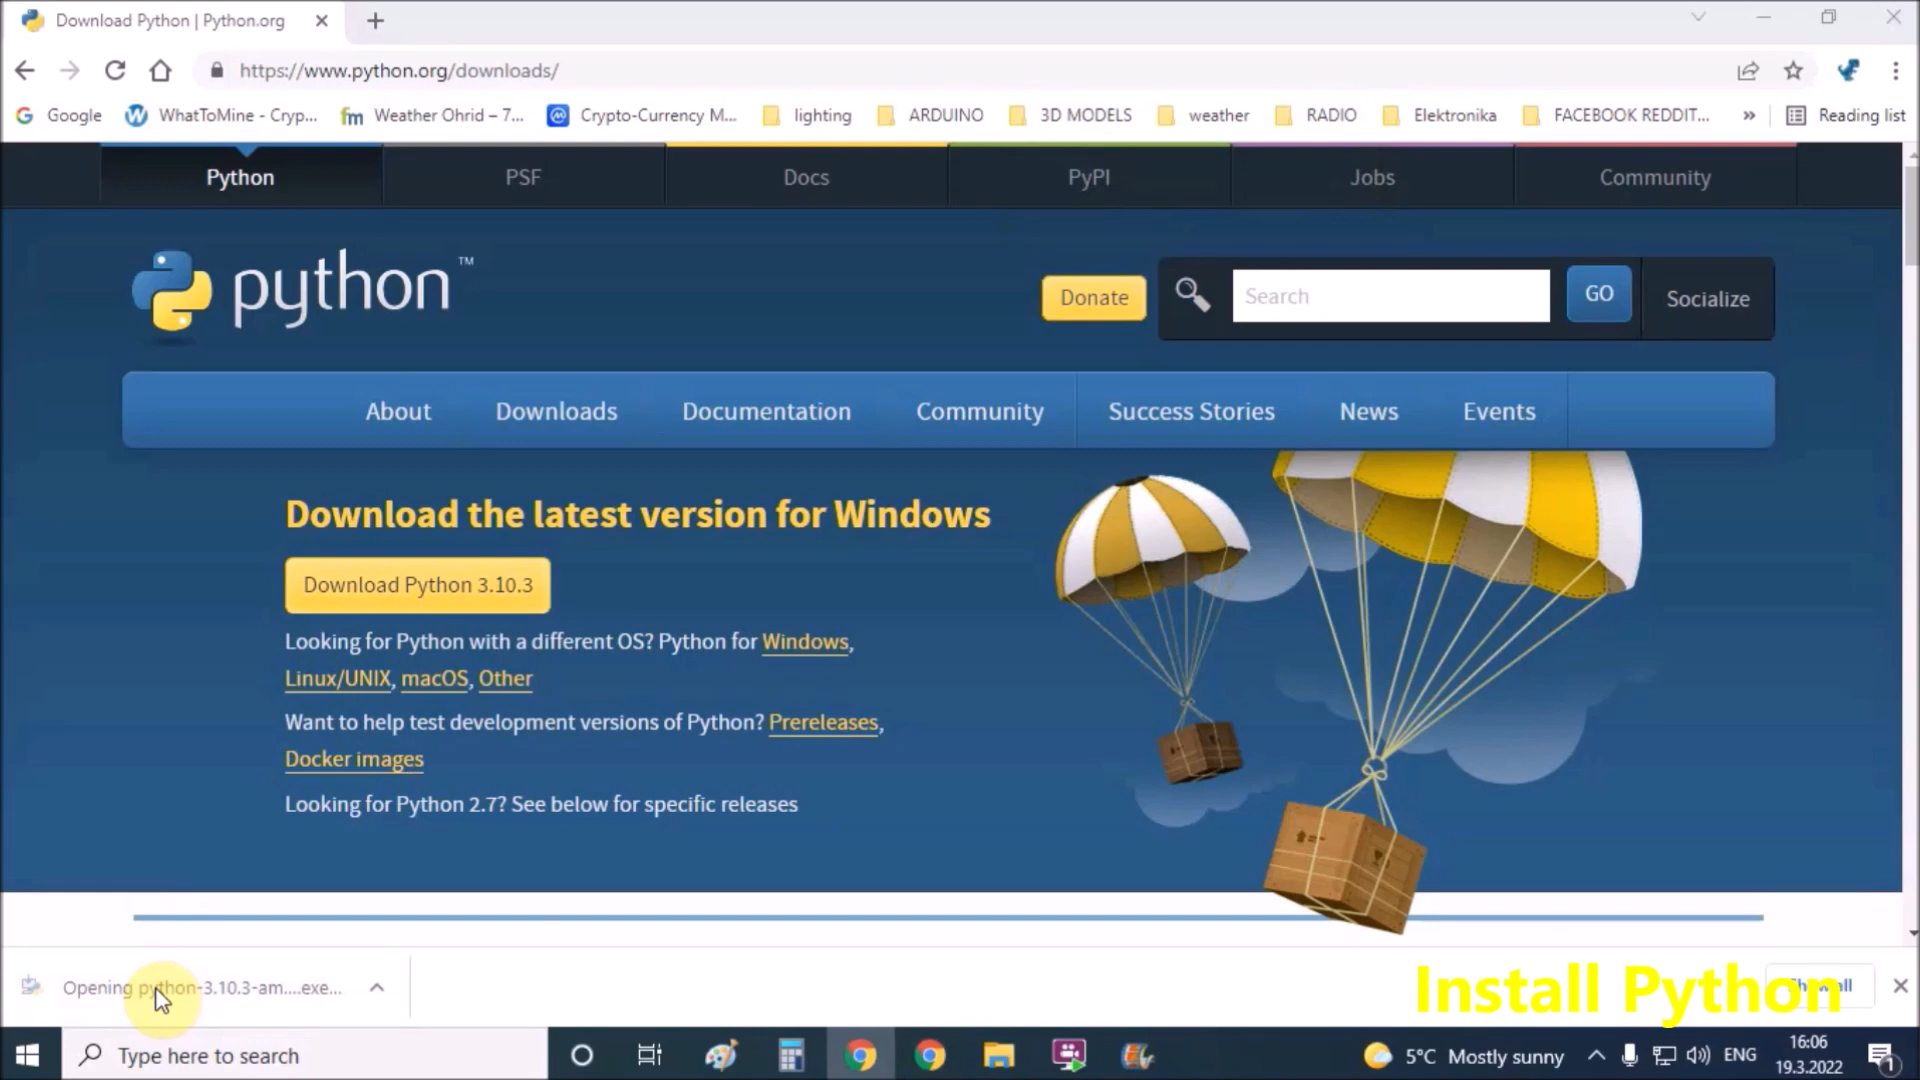 Download Python | Python.org
https://www.python.org/downloads/
Google WhatToMine - Cryp... Weather Ohrid – 7... Crypto-Currency M... lighting ARDUINO 3D MODELS weather RADIO Elektronika FACEBOOK REDDIT... » Reading list
Python PSF Docs PyPI Jobs Community
python™
Donate Search GO Socialize
About Downloads Documentation Community Success Stories News Events
Download the latest version for Windows
Download Python 3.10.3
Looking for Python with a different OS? Python for Windows,
Linux/UNIX, macOS, Other
Want to help test development versions of Python? Prereleases,
Docker images
Looking for Python 2.7? See below for specific releases
Opening python-3.10.3-am....exe...
Install Python
Type here to search
5°C Mostly sunny ENG
16:06
19.3.2022
1